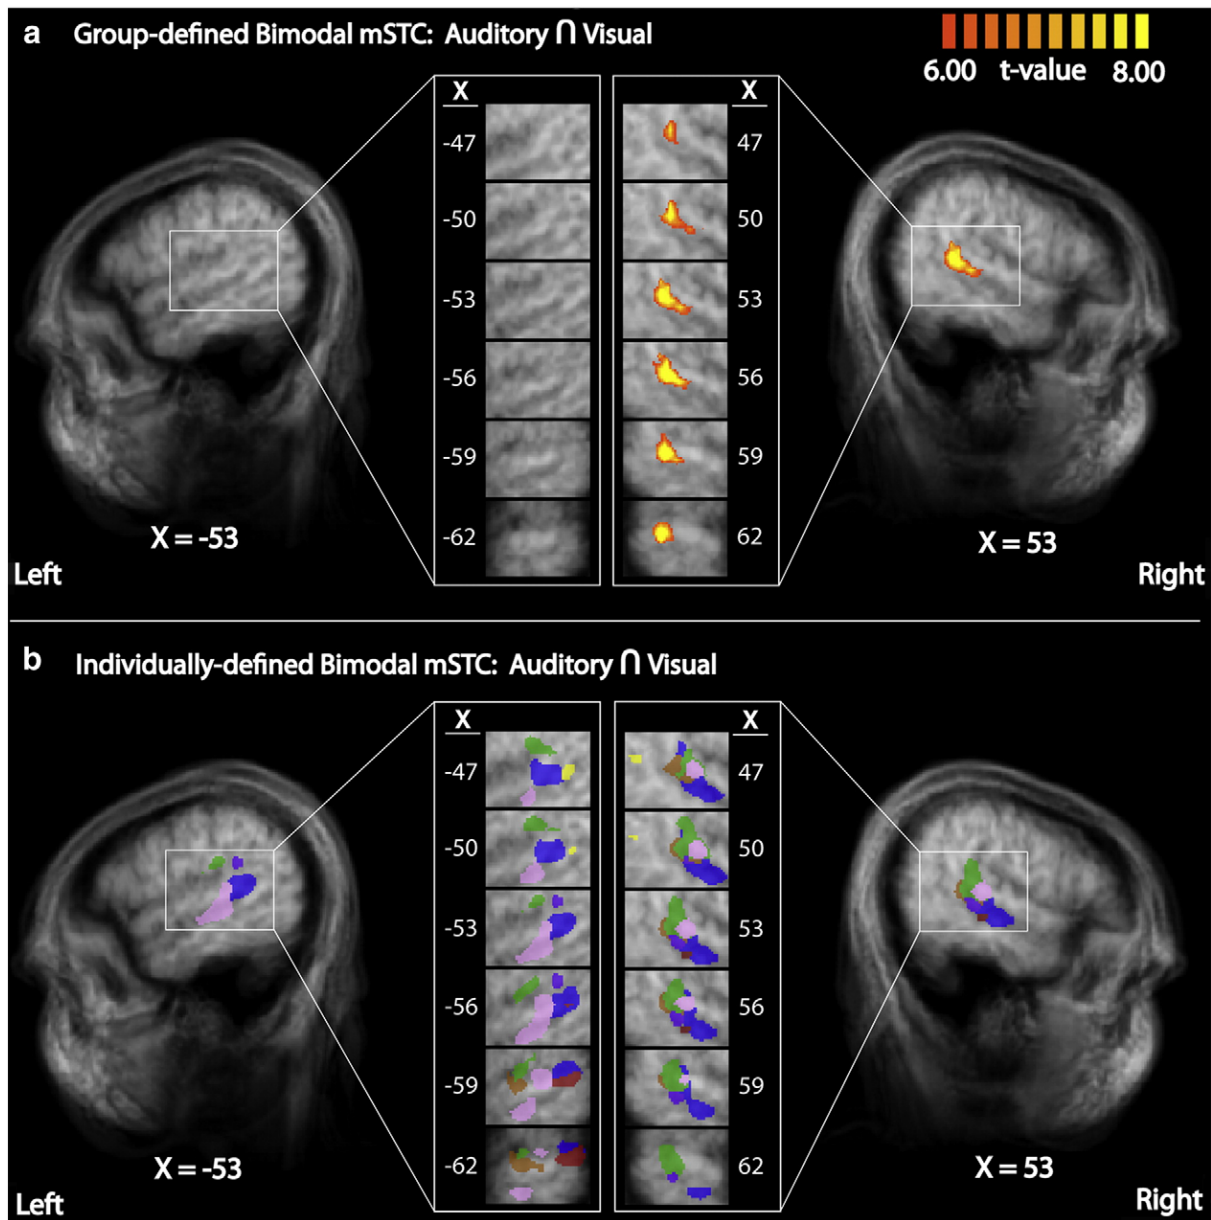 a Group-defined Bimodal mSTC: Auditory ∩ Visual
6.00 t-value 8.00
X X
-47 47
-50 50
-53 53
-56 56
-59 59
-62 62
X = -53
X = 53
Left
Right
b Individually-defined Bimodal mSTC: Auditory ∩ Visual
X X
-47 47
-50 50
-53 53
-56 56
-59 59
-62 62
X = -53
X = 53
Left
Right